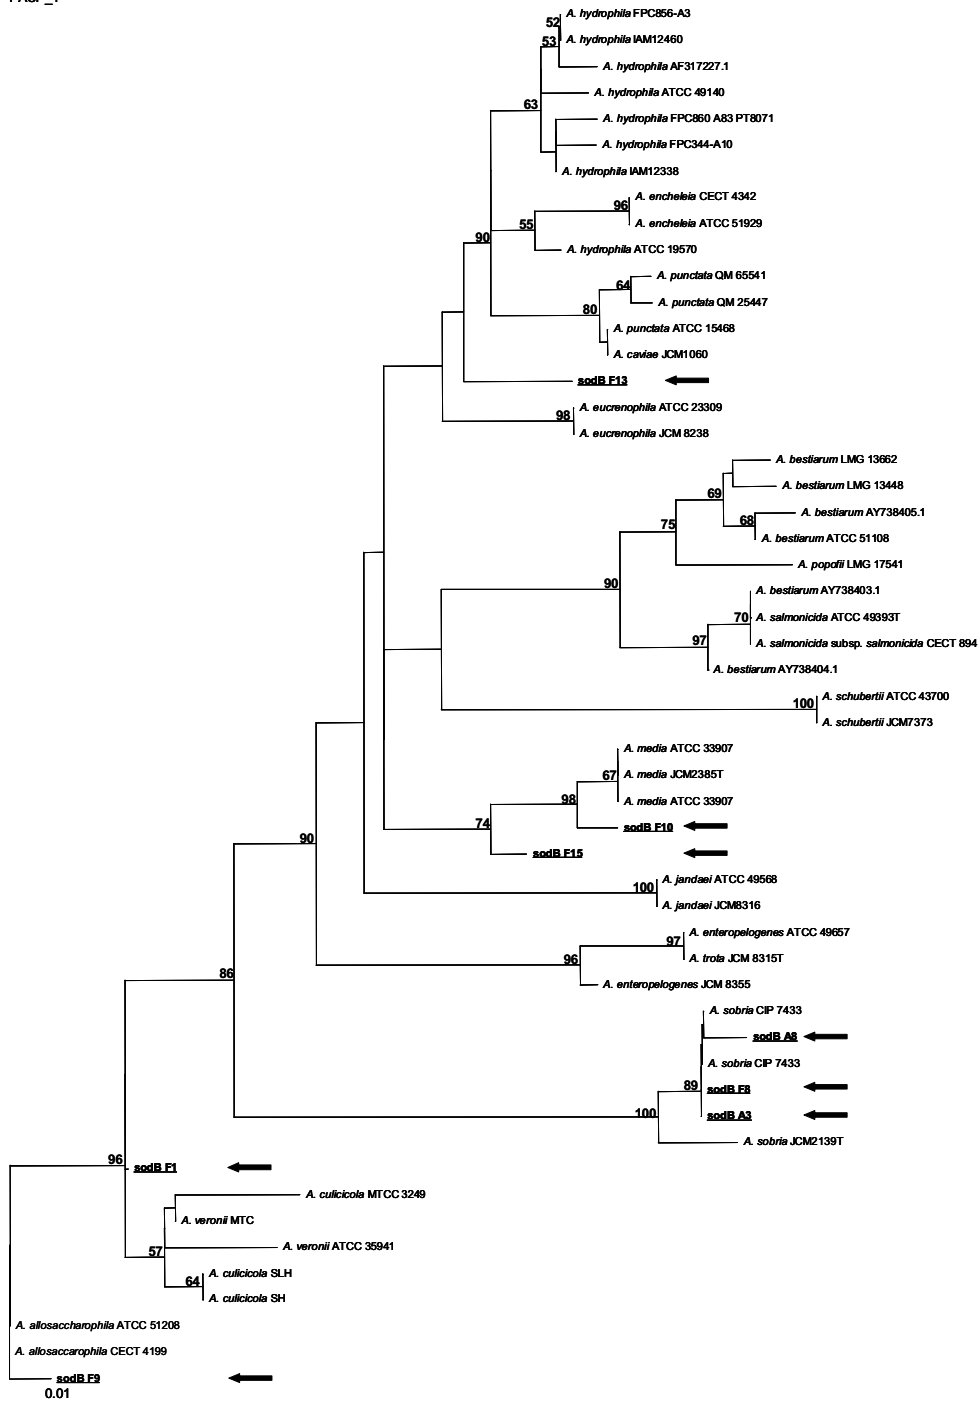 52
A. hydrophila FPC856-A3
53
A. hydrophila IAM12460
A. hydrophila AF317227.1
63
A. hydrophila ATCC 49140
A. hydrophila FPC860 A83 PT8071
A. hydrophila FPC344-A10
A. hydrophila IAM12338
A. encheleia CECT 4342
96
A. encheleia ATCC 51929
55
90
A. hydrophila ATCC 19570
A. punctata QM 65541
64
A. punctata QM 25447
80
A. punctata ATCC 15468
A. caviae JCM1060
sodB F13
A. eucrenophila ATCC 23309
98
A. eucrenophila JCM 8238
A. bestiarum LMG 13662
A. bestiarum LMG 13448
69
A. bestiarum AY738405.1
68
75
A. bestiarum ATCC 51108
A. popofii LMG 17541
90
A. bestiarum AY738403.1
70
A. salmonicida ATCC 49393T
97
A. salmonicida subsp. salmonicida CECT 894
A. bestiarum AY738404.1
A. schubertii ATCC 43700
100
A. schubertii JCM7373
A. media ATCC 33907
67
A. media JCM2385T
98
A. media ATCC 33907
74
sodB F10
90
sodB F15
A. jandaei ATCC 49568
100
A. jandaei JCM8316
A. enteropelogenes ATCC 49657
97
A. trota JCM 8315T
96
86
A. enteropelogenes JCM 8355
A. sobria CIP 7433
sodB A8
A. sobria CIP 7433
89
sodB F8
100
sodB A3
A. sobria JCM2139T
96
sodB F1
A. culicicola MTCC 3249
A. veronii MTC
57
A. veronii ATCC 35941
64
A. culicicola SLH
A. culicicola SH
A. allosaccharophila ATCC 51208
A. allosaccarophila CECT 4199
sodB F9
0.01